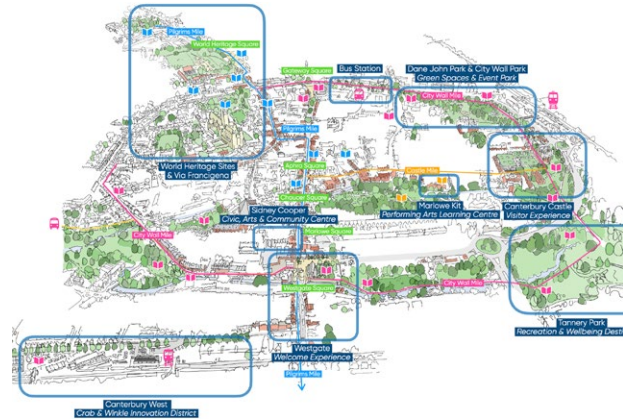 Pilgrims Mile
World Heritage Square
Gateway Square
Bus Station
Dane John Park & City Wall Park
Green Spaces & Event Park
City Wall Mile
Pilgrims Mile
World Heritage Sites
& Via Francigena
Aphra Square
Castle Mile
Chaucer Square
Marlowe Kit
Performing Arts Learning Centre
Canterbury Castle
Visitor Experience
Sidney Cooper
Civic, Arts & Community Centre
City Wall Mile
Marlowe Square
Westgate Square
City Wall Mile
Tannery Park
Recreation & Wellbeing Desti
Westgate
Welcome Experience
Pilgrims Mile
Canterbury West
Crab & Winkle Innovation District